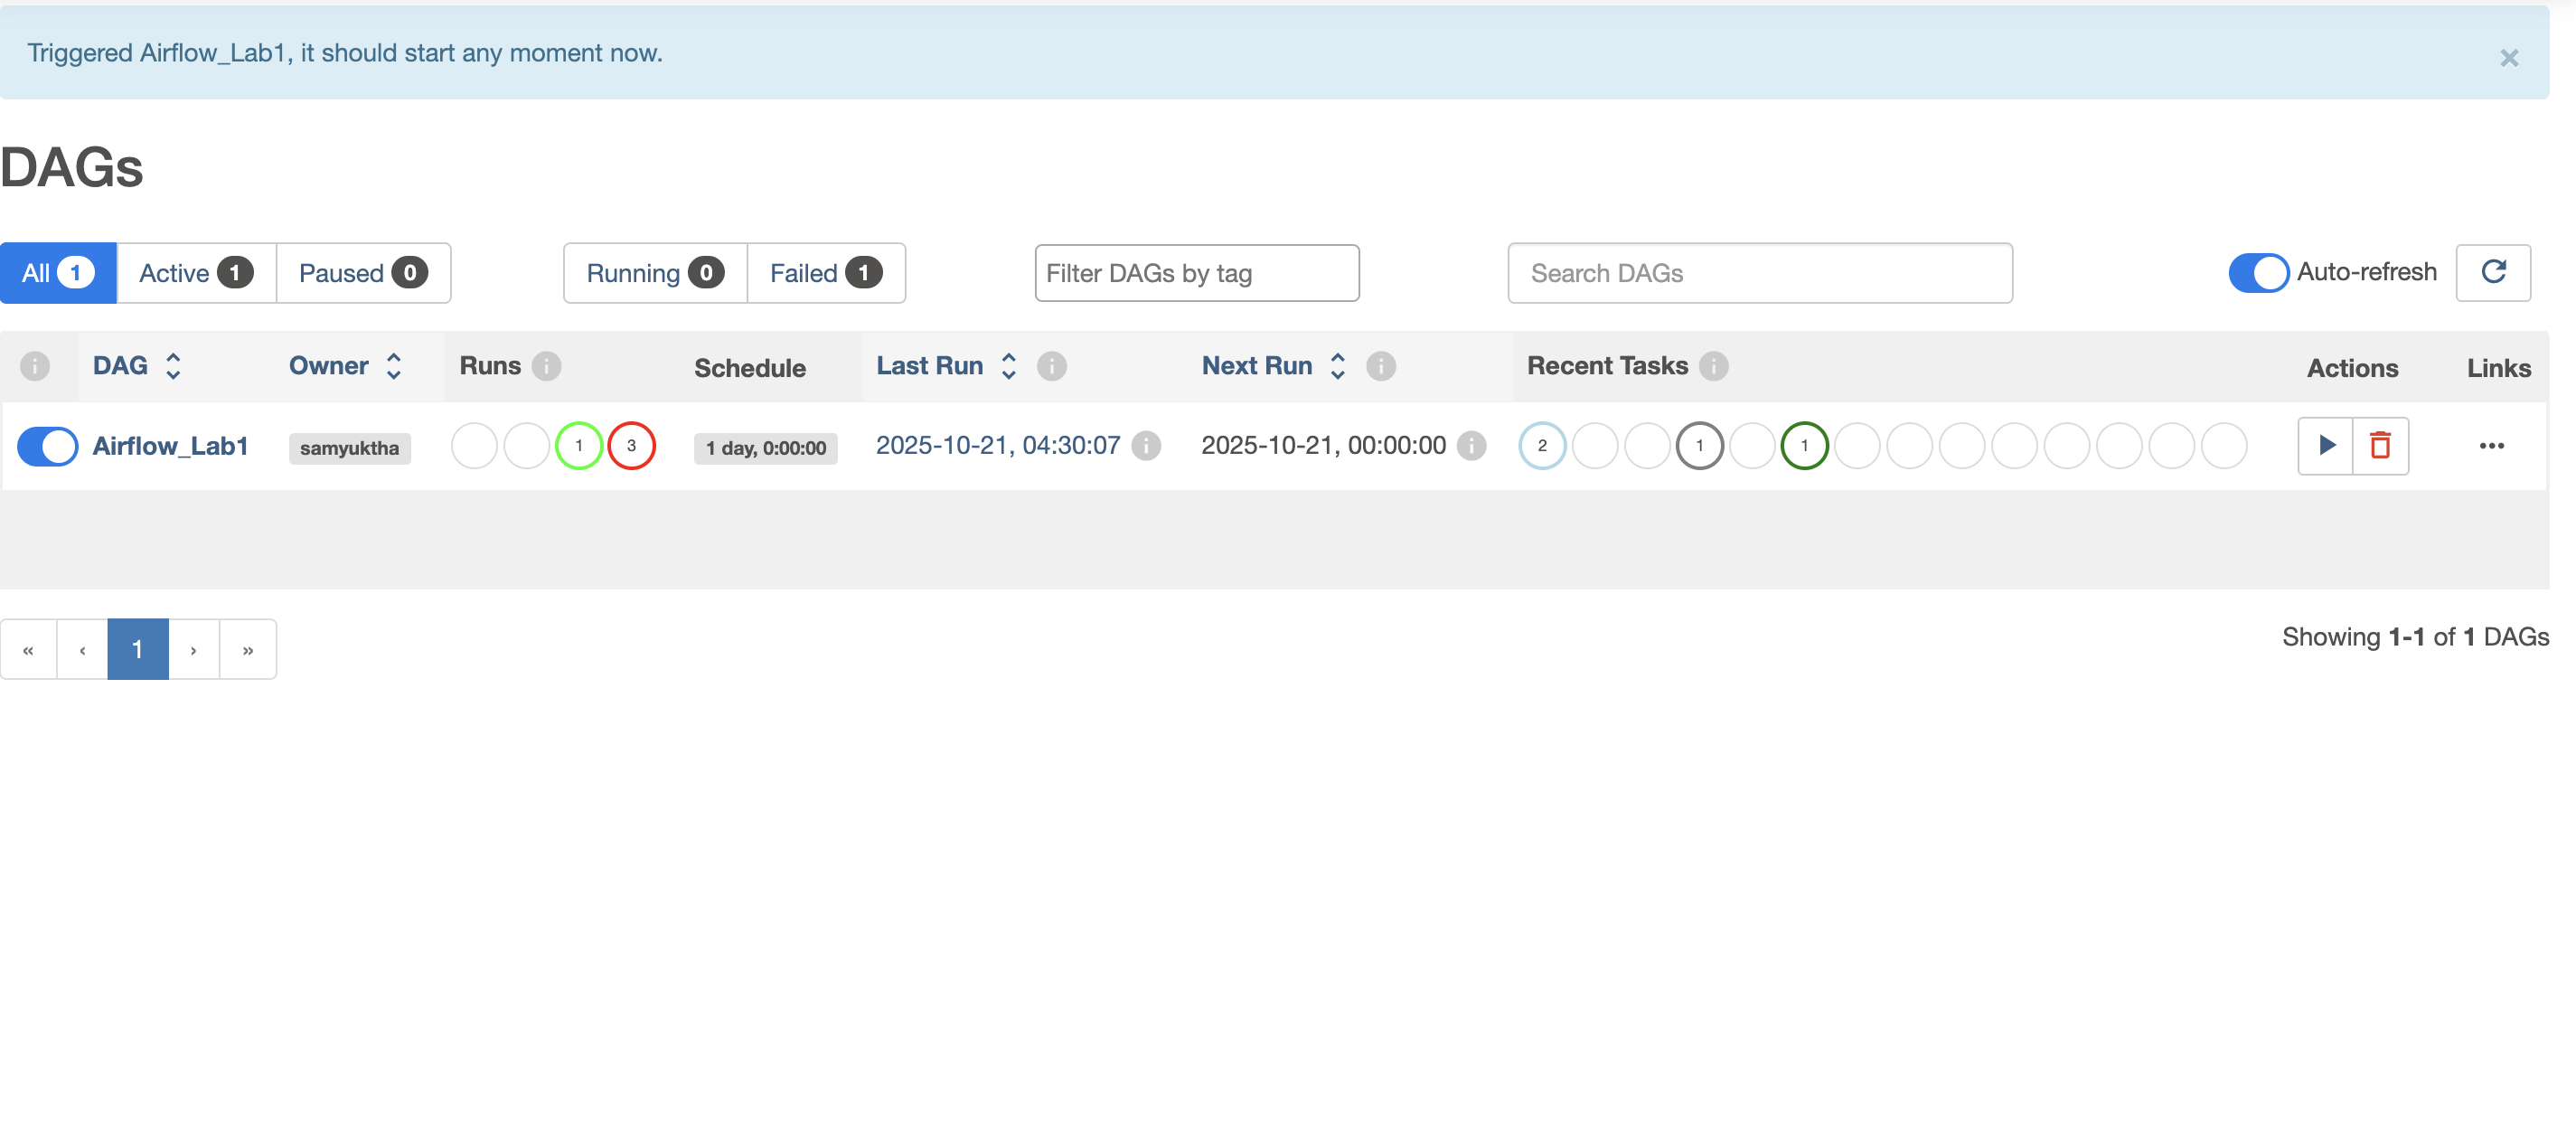 Triggered Airflow_Lab1, it should start any moment now.
×
DAGs
All 1 Active 1 Paused 0 Running 0 Failed 1 Filter DAGs by tag Search DAGs Auto-refresh
i DAG Owner Runs i Schedule Last Run i Next Run i Recent Tasks i Actions Links
Airflow_Lab1 samyuktha 1 3 1 day, 0:00:00 2025-10-21, 04:30:07 i 2025-10-21, 00:00:00 i 2 1 1 ...
« ‹ 1 › »
Showing 1-1 of 1 DAGs